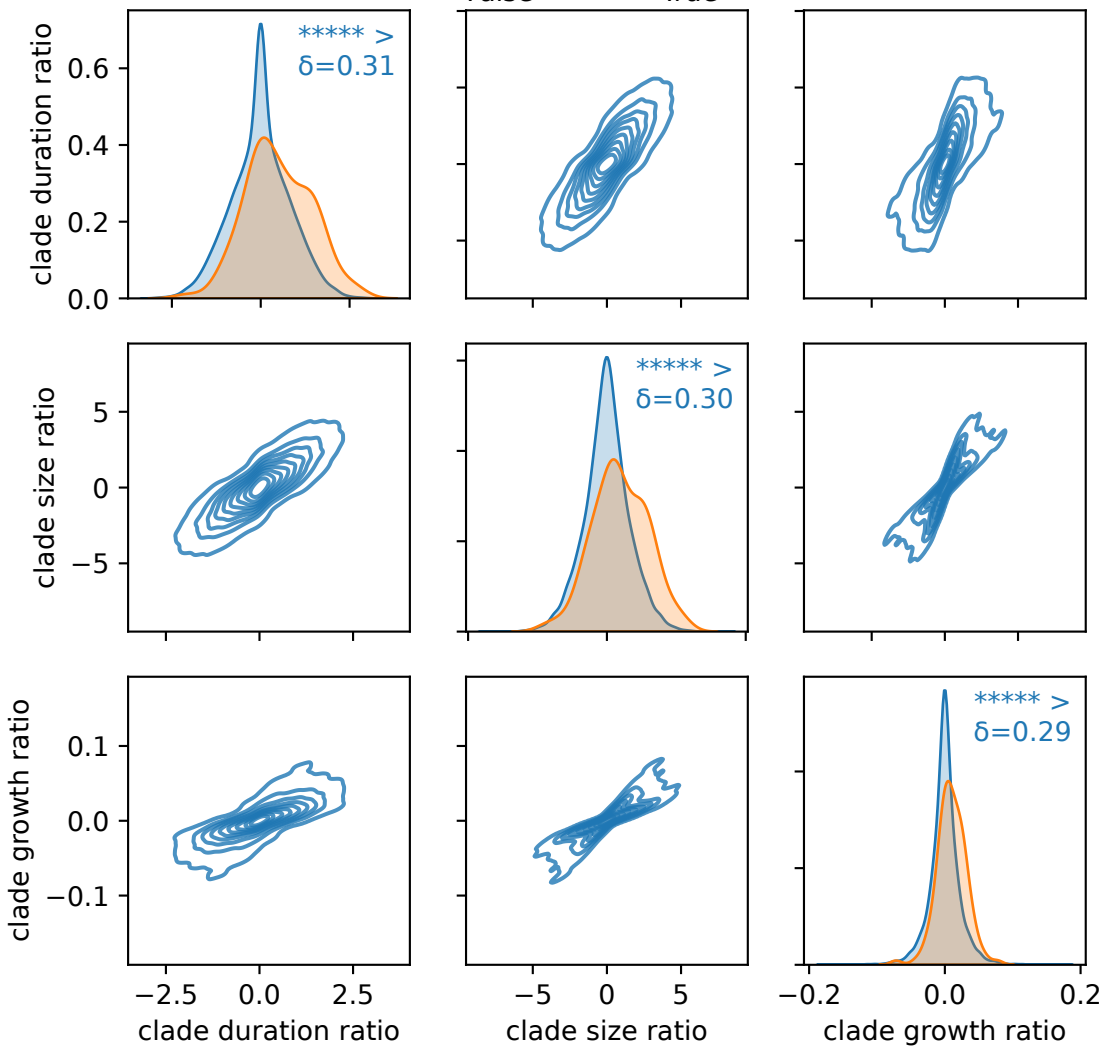 ***** >
δ=0.31
0.6
0.4
0.2
0.0
clade duration ratio
***** >
δ=0.30
5
0
−5
clade size ratio
***** >
δ=0.29
0.1
0.0
−0.1
clade growth ratio
−2.5 0.0 2.5
−5 0 5
−0.2 0.0 0.2
clade duration ratio
clade size ratio
clade growth ratio